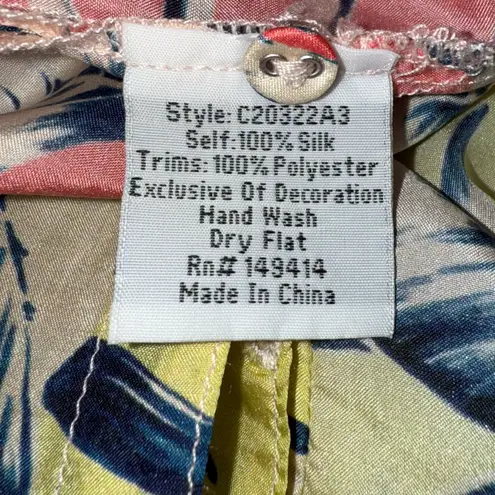 Style: C20322A3
Self:100% Silk
Trims: 100% Polyester
Exclusive Of Decoration
Hand Wash
Dry Flat
Rn# 149414
Made In China